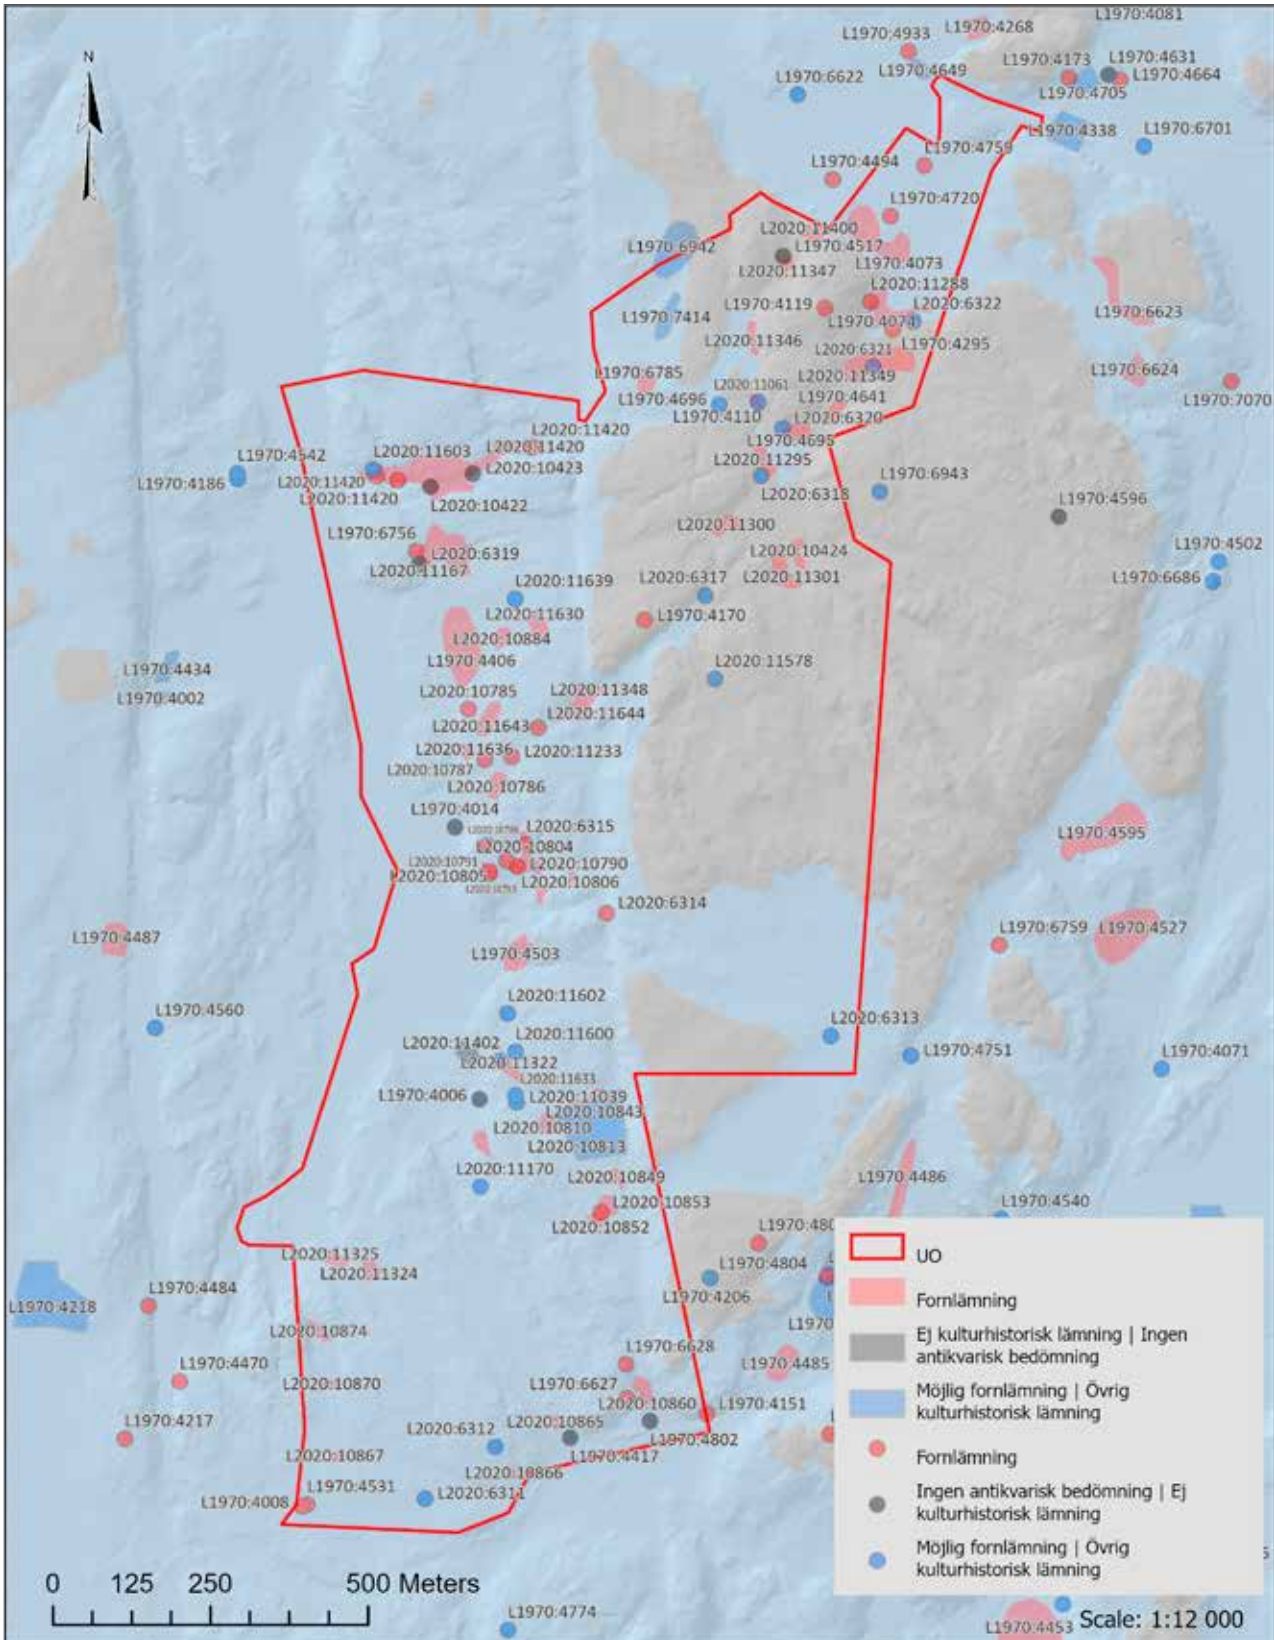 L1970:4081
L1970:4268
L1970:4933
L1970:4173
L1970:4631
N
L1970:4649
L1970:4664
L1970:6622
L1970:4705
L1970:4338
L1970:6701
L1970:4759
L1970:4494
L1970:4720
L2020:11400
L1970:6942
L1970:4517
L1970:4073
L2020:11347
L2020:11288
L1970:4119
L2020:6322
L1970:6623
L1970:7414
L1970:4074
L2020:11346
L2020:6321
L1970:4295
L1970:6624
L1970:6785
L2020:11349
L2020:11061
L1970:7070
L1970:4696
L1970:4641
L1970:4110
L2020:6320
L2020:11420
L1970:4695
L2020:11603
L2020:11420
L1970:4542
L2020:11295
L2020:10423
L1970:6943
L1970:4186
L2020:11420
L2020:11420
L2020:6318
L1970:4596
L2020:10422
L2020:11300
L1970:6756
L2020:6319
L2020:10424
L1970:4502
L2020:11167
L2020:11301
L1970:6686
L2020:11639
L2020:6317
L2020:11630
L1970:4170
L2020:10884
L1970:4406
L1970:4434
L2020:11578
L1970:4002
L2020:10785
L2020:11348
L2020:11644
L2020:11643
L2020:11636
L2020:11233
L2020:10787
L2020:10786
L1970:4014
L2020:6315
L1970:4595
L2020:10804
L2020:10791
L2020:10790
L2020:10805
L2020:10806
L2020:6314
L1970:4487
L1970:6759
L1970:4527
L1970:4503
L2020:11602
L1970:4560
L2020:11600
L2020:6313
L2020:11402
L2020:11322
L1970:4751
L1970:4071
L2020:11633
L1970:4006
L2020:11039
L2020:10843
L2020:10810
L2020:10813
L2020:11170
L1970:4486
L2020:10849
L1970:4540
L2020:10853
L2020:10852
L1970:480
L2020:11325
L2020:11324
L1970:4804
L1970:4206
L1970:4484
L1970:4218
L1970:
L2020:10874
L1970:6628
L1970:4485
L1970:4470
L2020:10870
L1970:6627
L2020:10860
L1970:4151
L1970:4217
L2020:6312
L2020:10865
L1970:4802
L2020:10867
L1970:4417
L2020:10866
L1970:4531
L1970:4008
L2020:6311
UO
Fornlämning
Ej kulturhistorisk lämning | Ingen
antikvarisk bedömning
Möjlig fornlämning | Övrig
kulturhistorisk lämning
Fornlämning
Ingen antikvarisk bedömning | Ej
kulturhistorisk lämning
Möjlig fornlämning | Övrig
kulturhistorisk lämning
0 125 250 500 Meters
L1970:4774
L1970:4453
Scale: 1:12 000